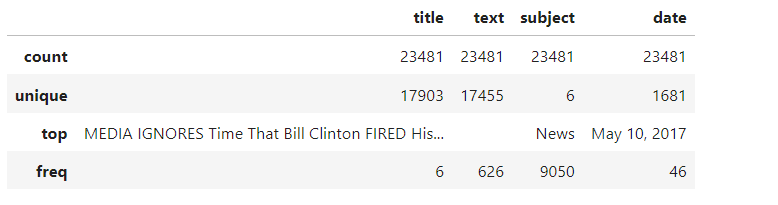 title text subject date
count 23481 23481 23481 23481
unique 17903 17455 6 1681
top MEDIA IGNORES Time That Bill Clinton FIRED His... News May 10, 2017
freq 6 626 9050 46